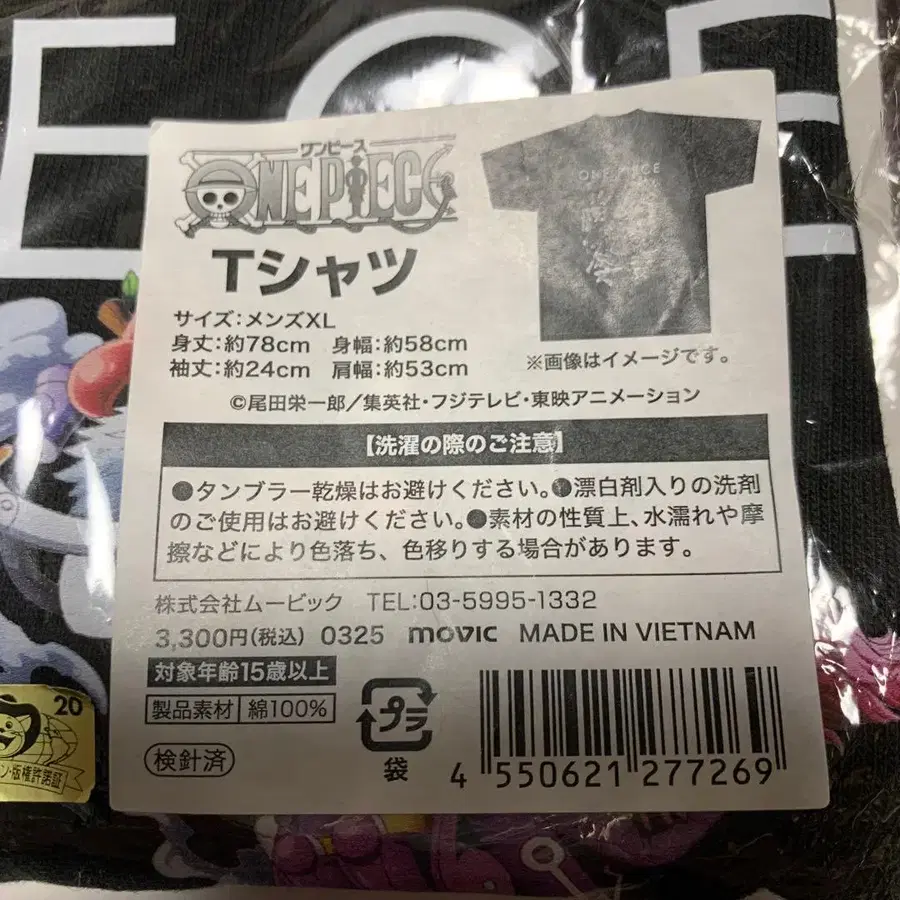 E C E
ワンピース
ONE PIECE
ONE PIECE
Tシャツ
サイズ:メンズXL
身丈:約78cm 身幅:約58cm
袖丈:約24cm 肩幅:約53cm
※画像はイメージです。
©尾田栄一郎/集英社・フジテレビ・東映アニメーション
【洗濯の際のご注意】
●タンブラー乾燥はお避けください。●漂白剤入りの洗剤
のご使用はお避けください。●素材の性質上、水濡れや摩
擦などにより色落ち、色移りする場合があります。
株式会社ムービック TEL:03-5995-1332
3,300円(税込) 0325 movic MADE IN VIETNAM
対象年齢15歳以上
製品素材 綿100%
検針済
プラ
袋
4 550621 277269
20
ン・版権許諾証